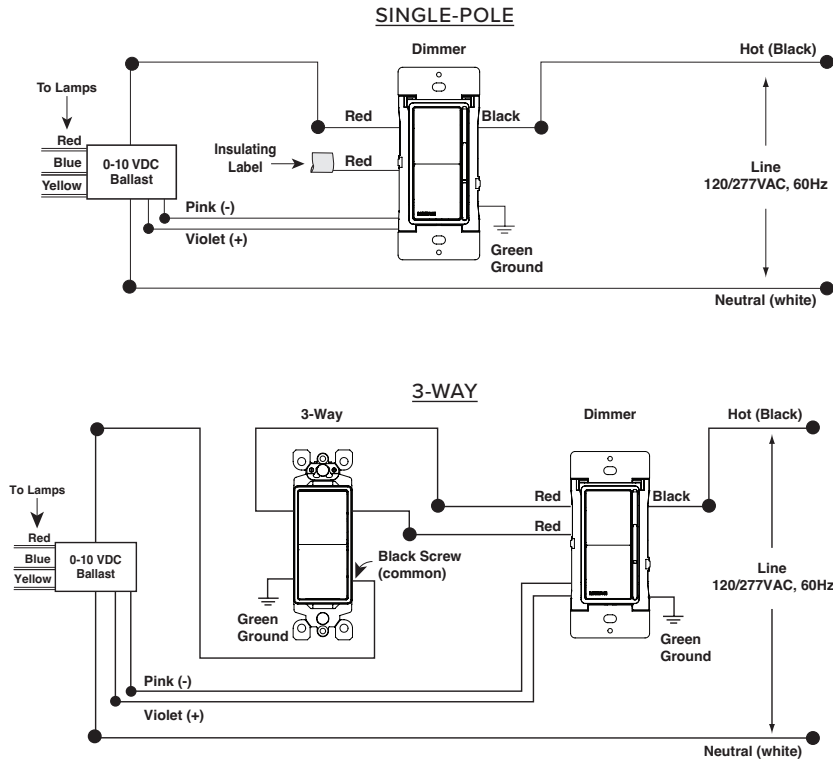 SINGLE-POLE
Dimmer
Hot (Black)
To Lamps
Red
Black
Red
Blue
Yellow
0-10 VDC
Ballast
Insulating
Label
Red
Line
120/277VAC, 60Hz
Pink (-)
Violet (+)
Green
Ground
Neutral (white)
3-WAY
3-Way
Dimmer
Hot (Black)
To Lamps
Red
Black
Red
Red
Blue
Yellow
0-10 VDC
Ballast
Black Screw
(common)
Line
120/277VAC, 60Hz
Green
Ground
Green
Ground
Pink (-)
Violet (+)
Neutral (white)